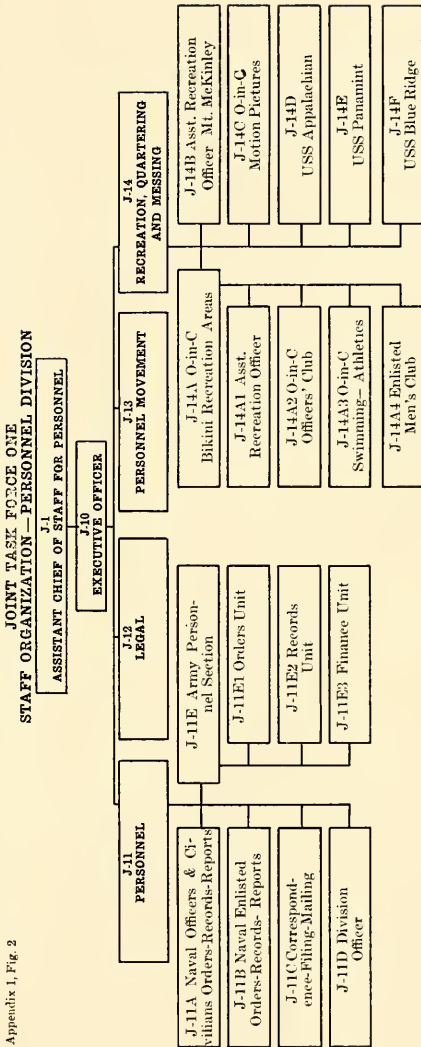 Appendix I, Fig. 2
JOINT TASK FORCE ONE
STAFF ORGANIZATION—PERSONNEL DIVISION
J-1
ASSISTANT CHIEF OF STAFF FOR PERSONNEL
J-10
EXECUTIVE OFFICER
J-11
PERSONNEL
J-12
LEGAL
J-13
PERSONNEL MOVEMENT
J-14
RECREATION, QUARTERING
AND MESSING
J-11A Naval Officers & Ci-
vilians Orders-Records-Reports
J-11B Naval Enlisted
Orders-Records- Reports
J-11C Correspond-
ence-Filing-Mailing
J-11D Division
Officer
J-11E Army Person-
nel Section
J-11E1 Orders Unit
J-11E2 Records
Unit
J-11E3 Finance Unit
J-14A O-in-C
Bikini Recreation Areas
J-14A1 Asst.
Recreation Officer
J-14A2 O-in-C
Officers' Club
J-14A3 O-in-C
Swimming— Athletics
J-14A4 Enlisted
Men's Club
J-14B Asst. Recreation
Officer Mt. McKinley
J-14C O-in-C
Motion Pictures
J-14D
USS Appalachian
J-14E
USS Panamint
J-14F
USS Blue Ridge